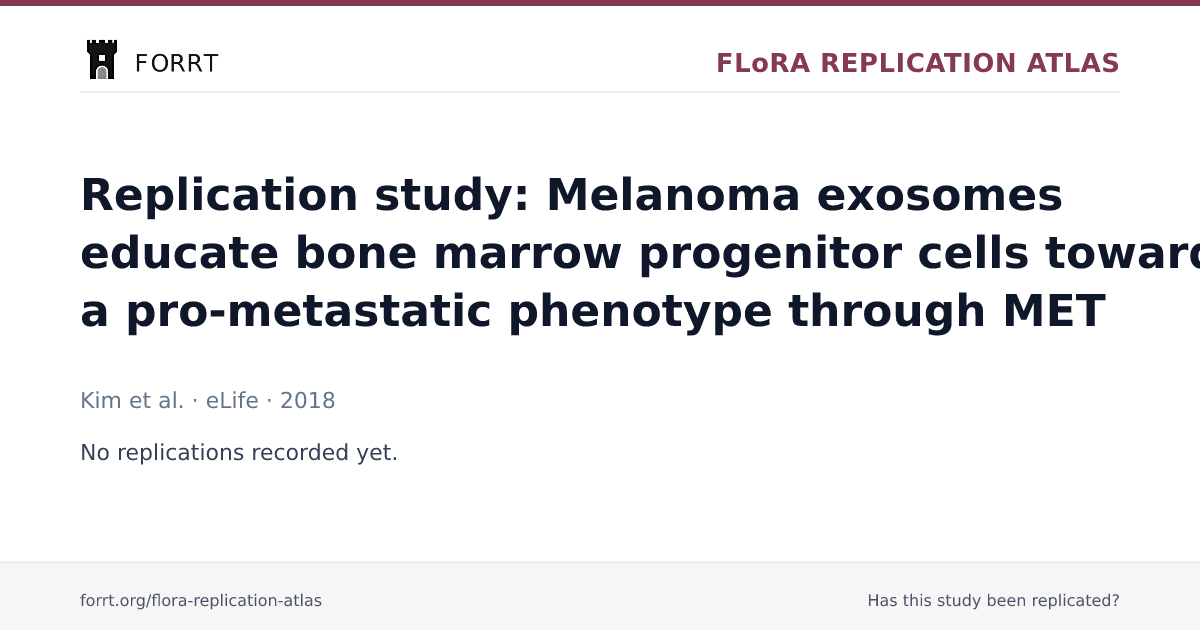 FORRT
FLoRA REPLICATION ATLAS
Replication study: Melanoma exosomes
educate bone marrow progenitor cells
a pro-metastatic phenotype through MET
Kim et al. · eLife · 2018
No replications recorded yet.
forrt.org/flora-replication-atlas
Has this study been replicated?